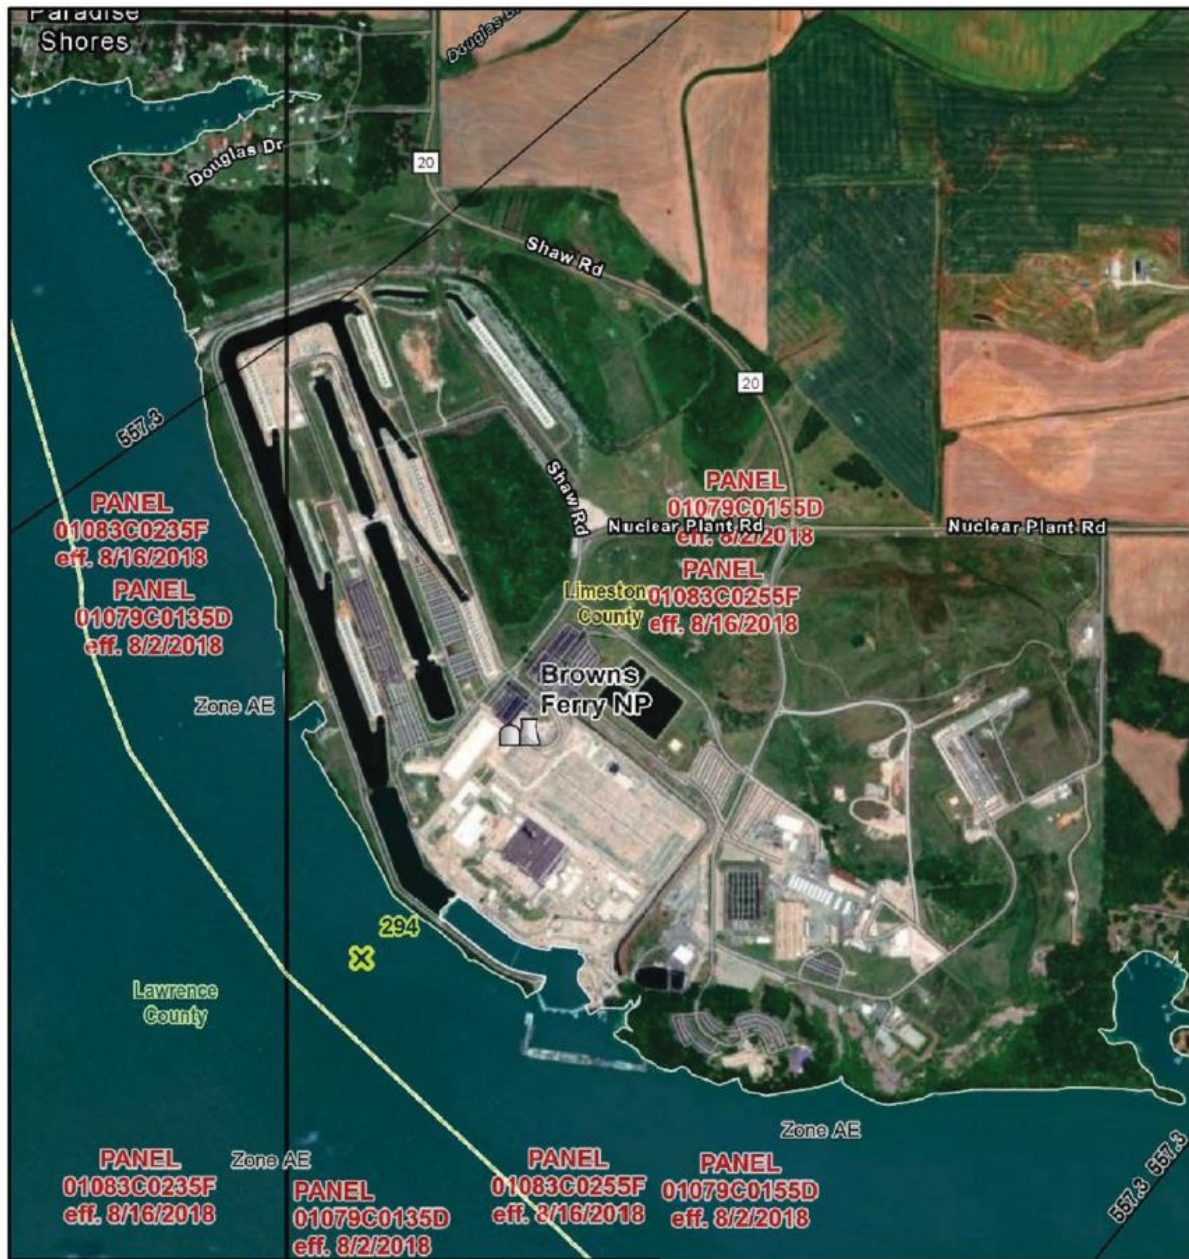 Paradise
Shores
Douglas Dr
Douglas Dr
20
Shaw Rd
20
557.3
PANEL
01083C0235F
eff. 8/16/2018
PANEL
01079C0135D
eff. 8/2/2018
Shaw Rd
PANEL
01079C0155D
eff. 8/2/2018
Nuclear Plant Rd
Nuclear Plant Rd
PANEL
01083C0255F
eff. 8/16/2018
Limestone
County
Browns
Ferry NP
Zone AE
294
Lawrence
County
Zone AE
Zone AE
PANEL
01083C0235F
eff. 8/16/2018
PANEL
01079C0135D
eff. 8/2/2018
PANEL
01083C0255F
eff. 8/16/2018
PANEL
01079C0155D
eff. 8/2/2018
557.3
557.3